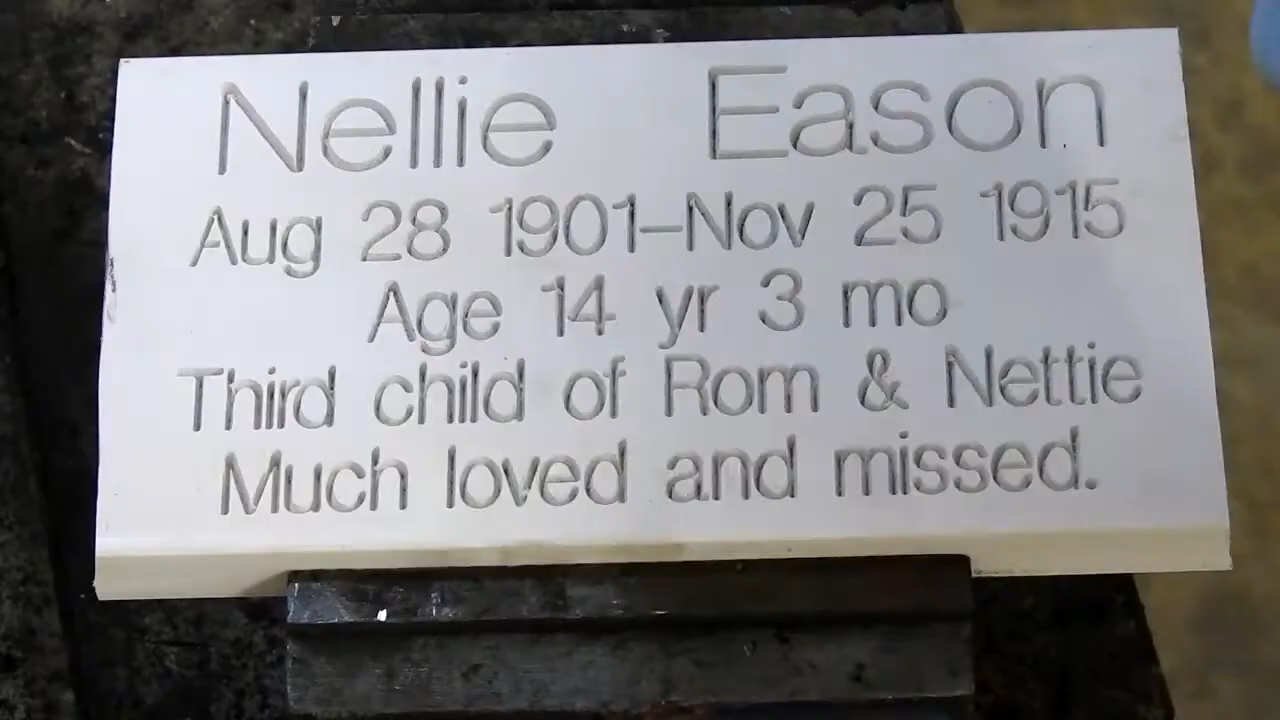 Nellie Eason
Aug 28 1901-Nov 25 1915
Age 14 yr 3 mo
Third child of Rom & Nettie
Much loved and missed.